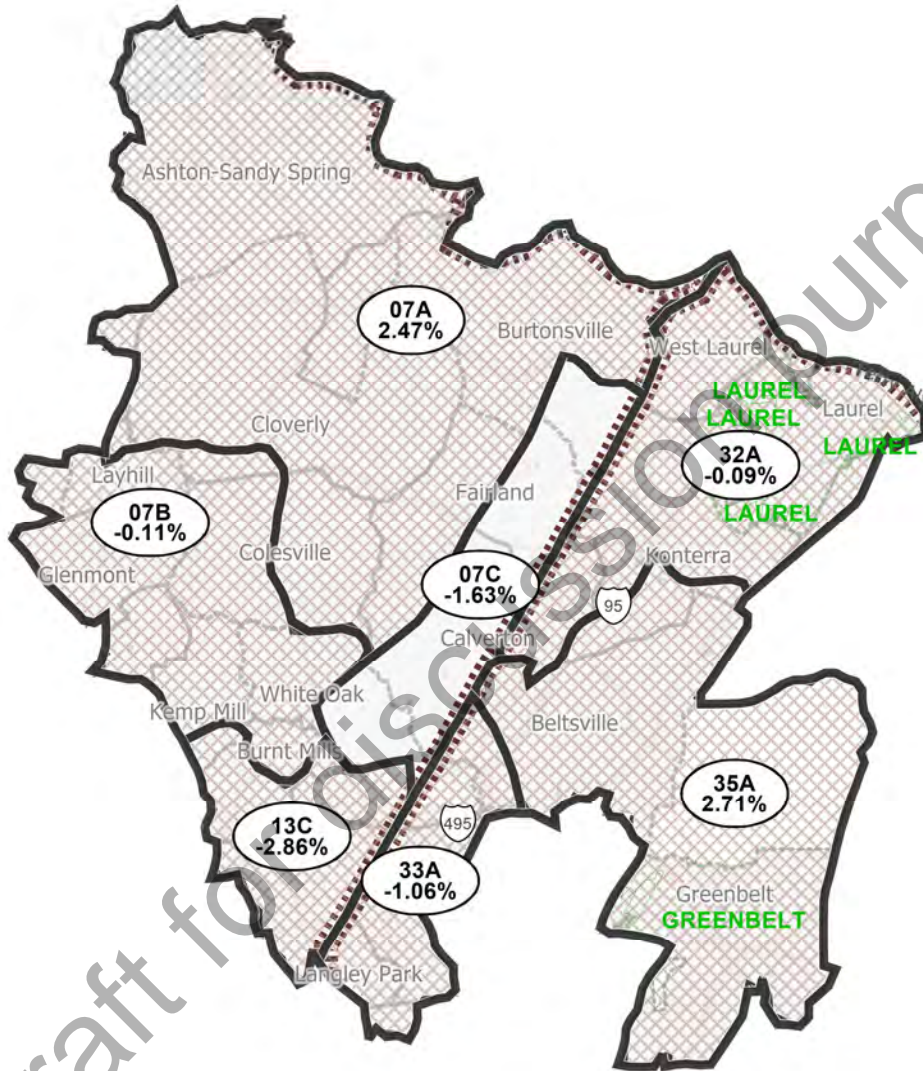 Ashton-Sandy Spring
07A
2.47%
Burtonsville
West Laurel
LAUREL
Laurel
LAUREL
Cloverly
LAUREL
32A
-0.09%
Layhill
Fairland
07B
-0.11%
LAUREL
Colesville
Konterra
Glenmont
07C
-1.63%
95
Calverton
White Oak
Kemp Mill
Beltsville
Burnt Mills
35A
2.71%
13C
-2.86%
495
33A
-1.06%
Greenbelt
GREENBELT
Langley Park
raft for discussion purp